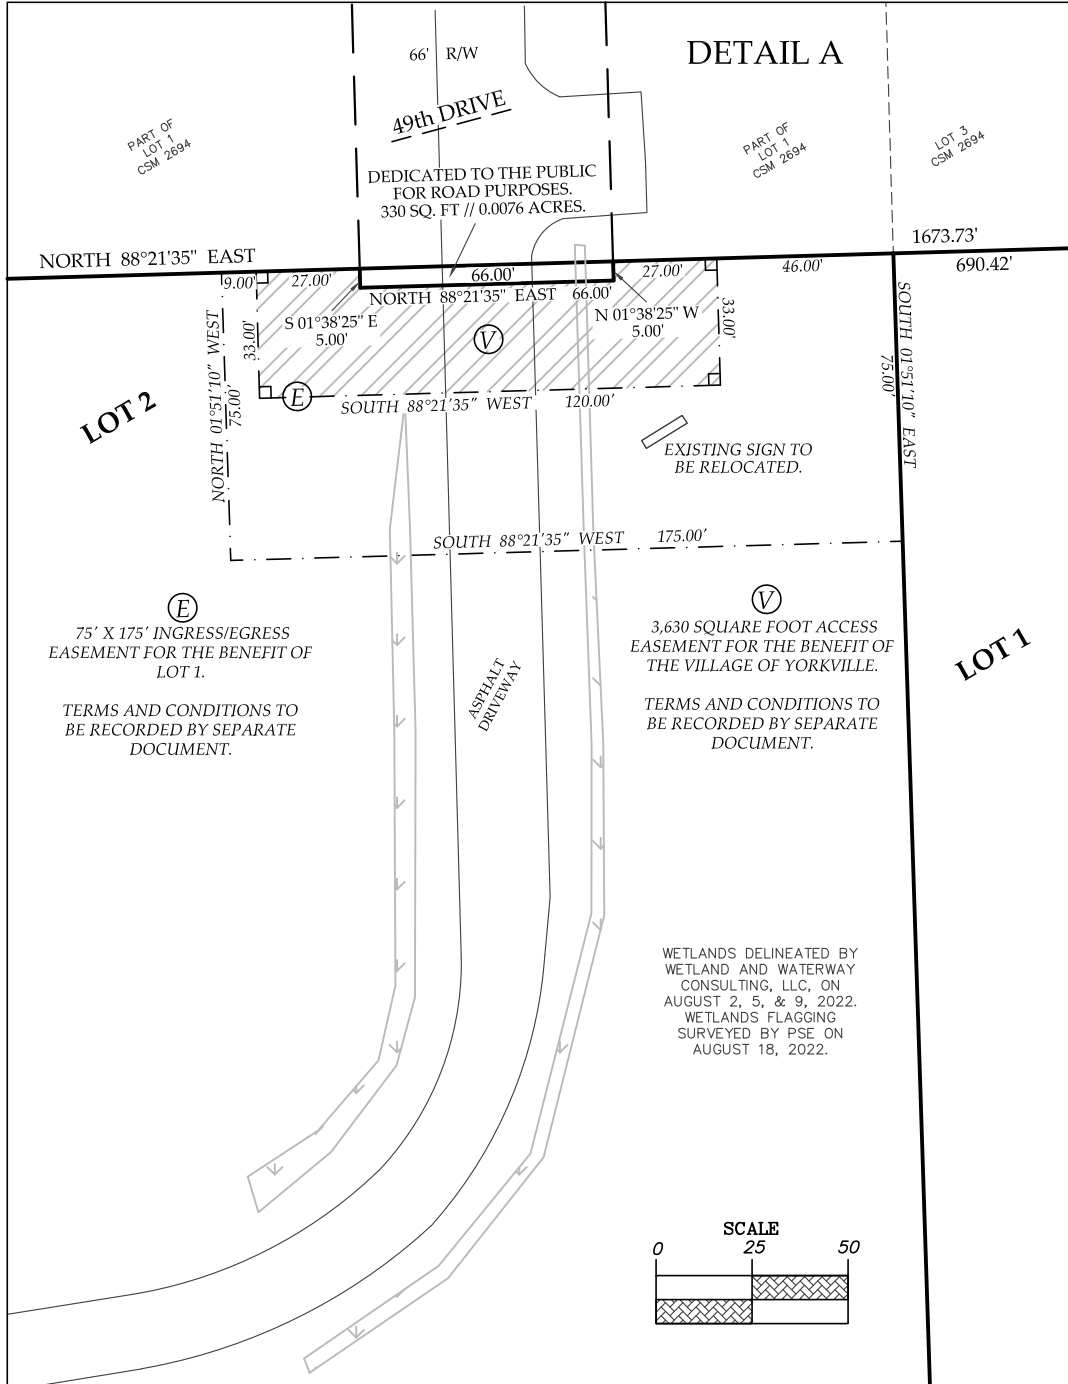 66' R/W
DETAIL A
49th DRIVE
PART OF
LOT 1
CSM 2694
PART OF
LOT 1
CSM 2694
LOT 3
CSM 2694
DEDICATED TO THE PUBLIC
FOR ROAD PURPOSES.
330 SQ. FT // 0.0076 ACRES.
NORTH 88°21'35" EAST
1673.73'
9.00'
27.00'
66.00'
27.00'
46.00'
690.42'
NORTH 88°21'35" EAST 66.00'
S 01°38'25" E
5.00'
N 01°38'25" W
5.00'
33.00'
33.00'
V
E
SOUTH 88°21'35" WEST 120.00'
NORTH 01°51'10" WEST
75.00'
SOUTH 01°51'10" EAST
75.00'
LOT 2
EXISTING SIGN TO
BE RELOCATED.
SOUTH 88°21'35" WEST 175.00'
E
75' X 175' INGRESS/EGRESS
EASEMENT FOR THE BENEFIT OF
LOT 1.
TERMS AND CONDITIONS TO
BE RECORDED BY SEPARATE
DOCUMENT.
ASPHALT
DRIVEWAY
V
3,630 SQUARE FOOT ACCESS
EASEMENT FOR THE BENEFIT OF
THE VILLAGE OF YORKVILLE.
TERMS AND CONDITIONS TO
BE RECORDED BY SEPARATE
DOCUMENT.
LOT 1
WETLANDS DELINEATED BY
WETLAND AND WATERWAY
CONSULTING, LLC, ON
AUGUST 2, 5, & 9, 2022.
WETLANDS FLAGGING
SURVEYED BY PSE ON
AUGUST 18, 2022.
SCALE
0 25 50